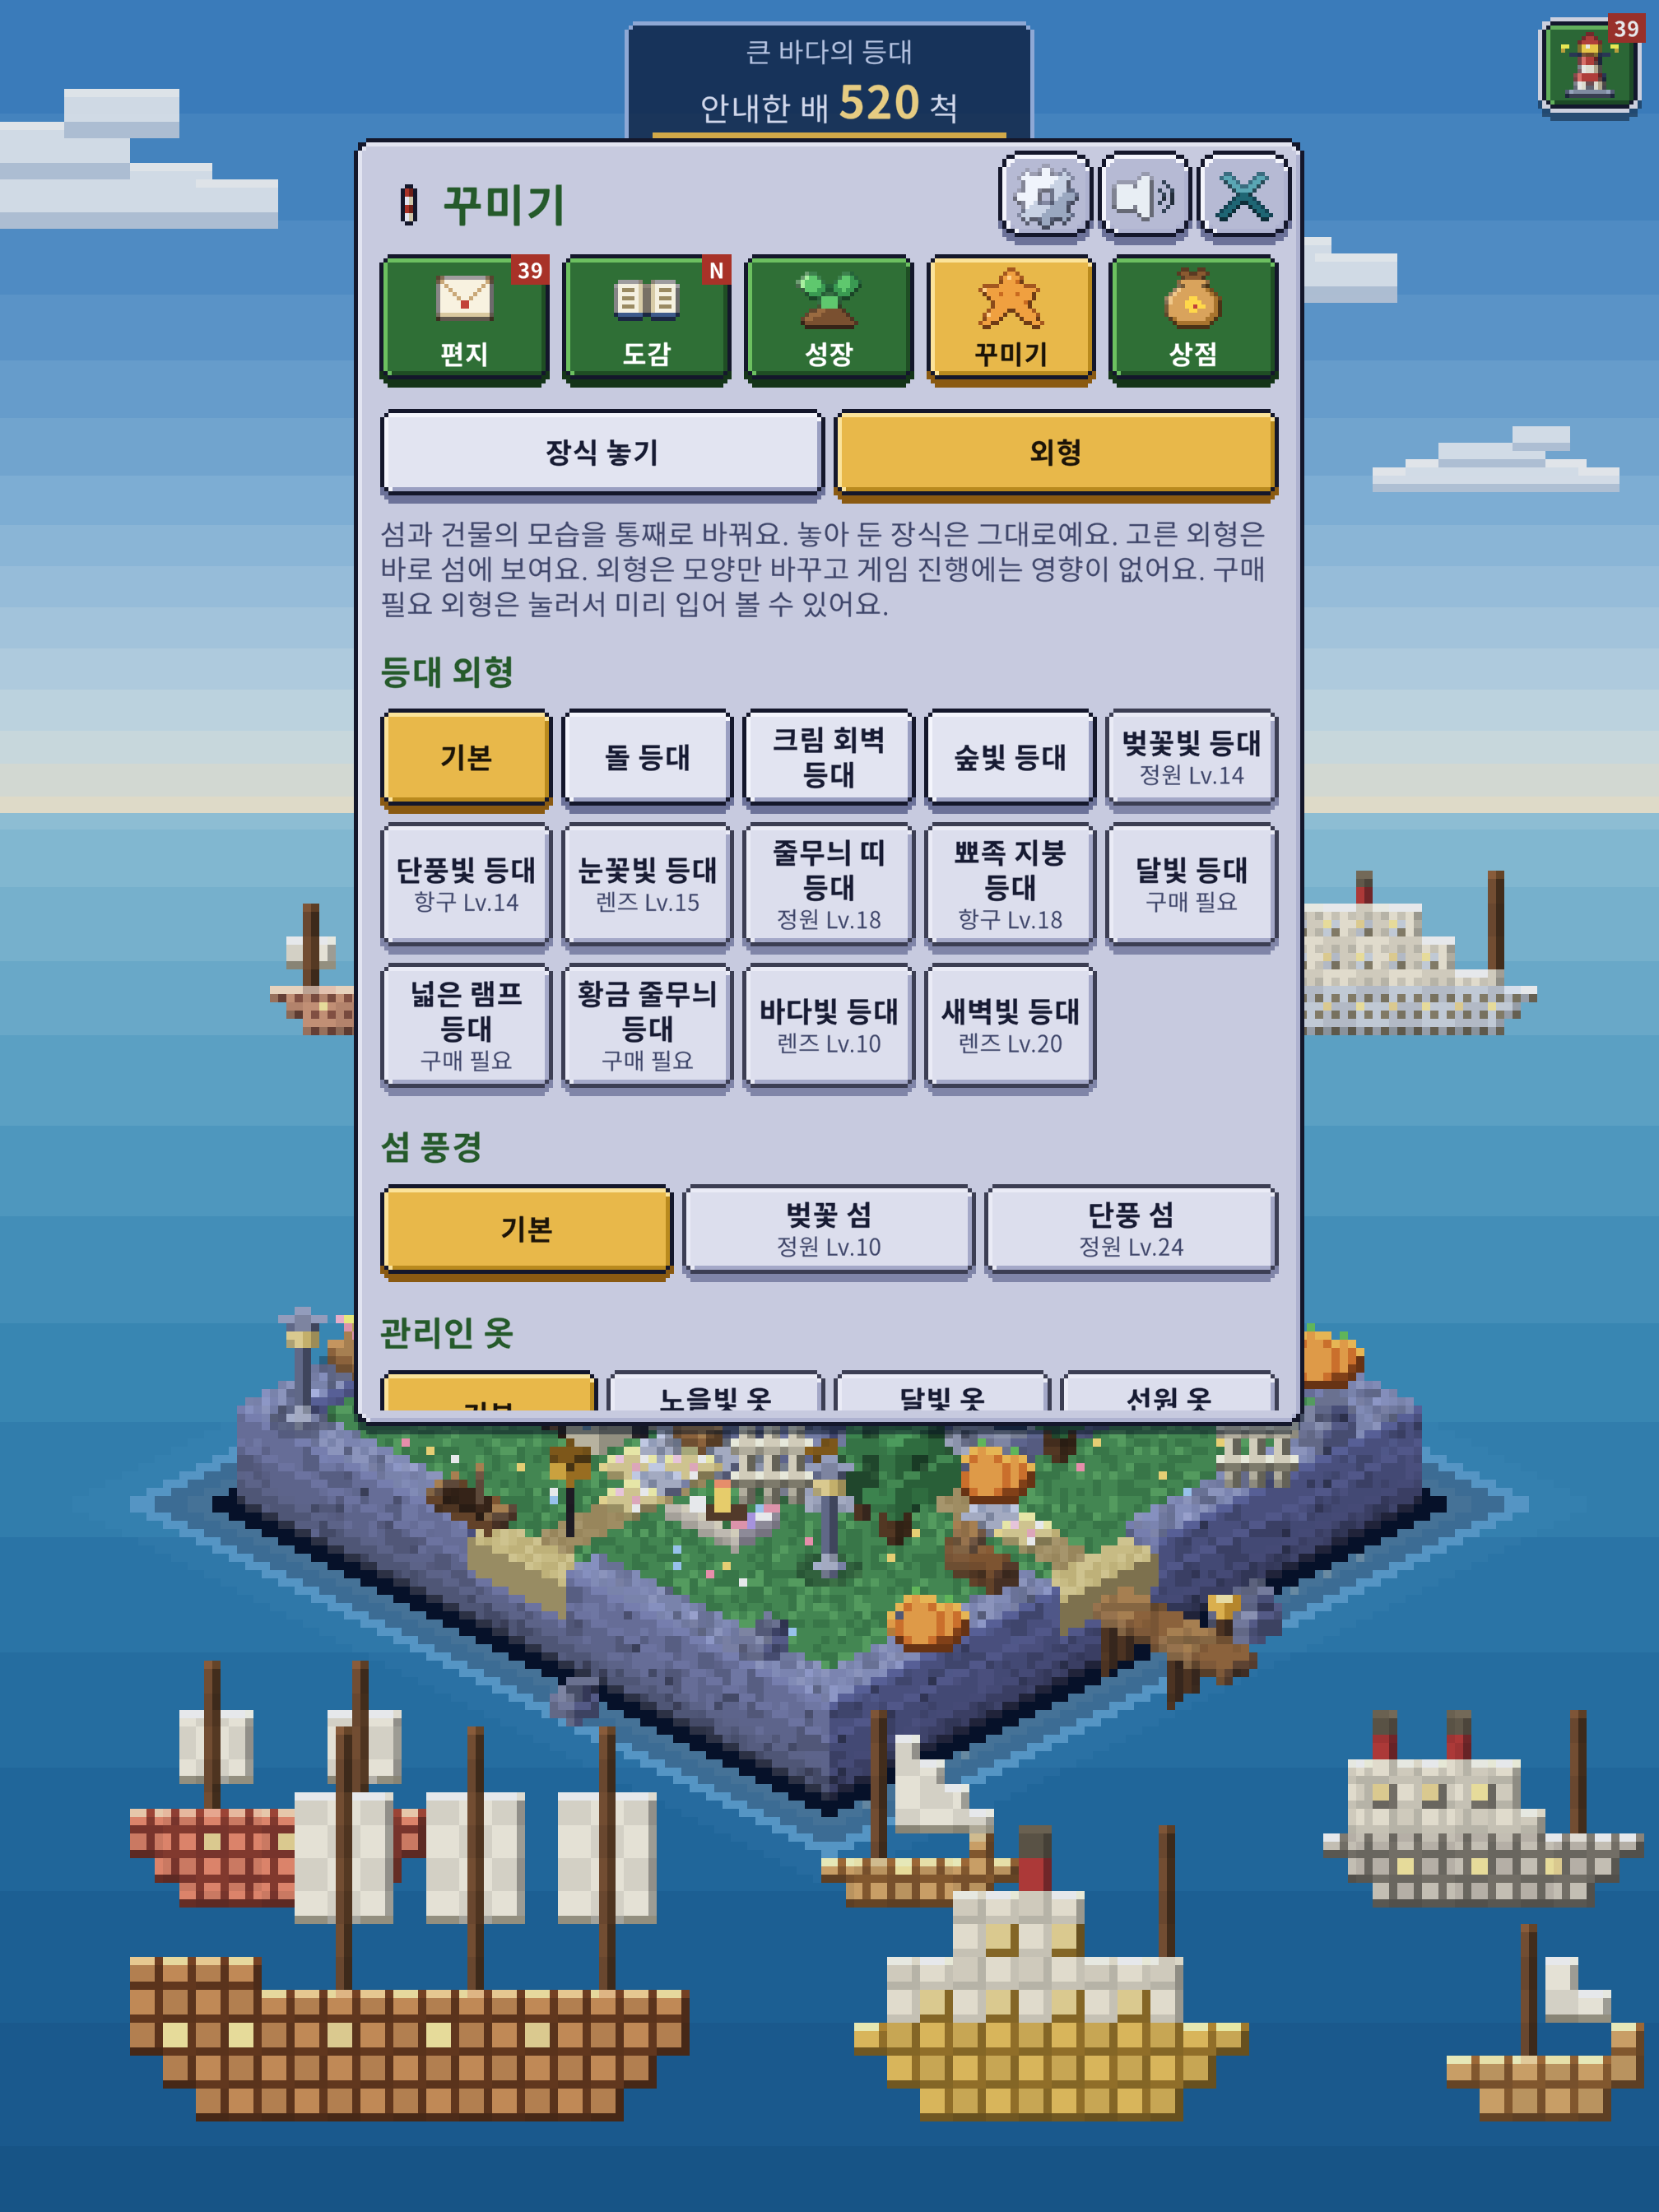 큰 바다의 등대
안내한 배 520 척
39
꾸미기
39
편지
N
도감
성장
꾸미기
상점
장식 놓기
외형
섬과 건물의 모습을 통째로 바꿔요. 놓아 둔 장식은 그대로예요. 고른 외형은
바로 섬에 보여요. 외형은 모양만 바꾸고 게임 진행에는 영향이 없어요. 구매
필요 외형은 눌러서 미리 입어 볼 수 있어요.
등대 외형
기본
돌 등대
크림 회벽
등대
숲빛 등대
벚꽃빛 등대
정원 Lv.14
단풍빛 등대
항구 Lv.14
눈꽃빛 등대
렌즈 Lv.15
줄무늬 띠
등대
정원 Lv.18
뾰족 지붕
등대
항구 Lv.18
달빛 등대
구매 필요
넓은 램프
등대
구매 필요
황금 줄무늬
등대
구매 필요
바다빛 등대
렌즈 Lv.10
새벽빛 등대
렌즈 Lv.20
섬 풍경
기본
벚꽃 섬
정원 Lv.10
단풍 섬
정원 Lv.24
관리인 옷
기본
노을빛 옷
달빛 옷
선원 옷